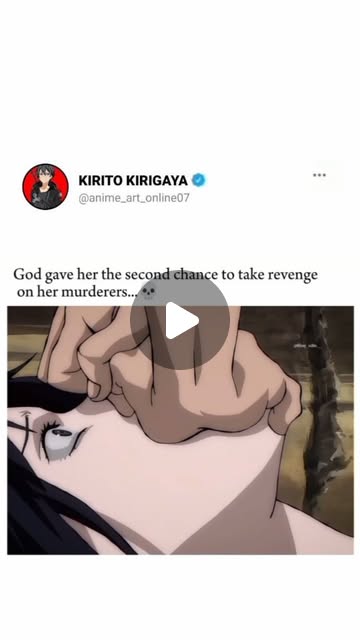 KIRITO KIRIGAYA
@anime_art_online07
God gave her the second chance to take revenge
on her murderers...💀